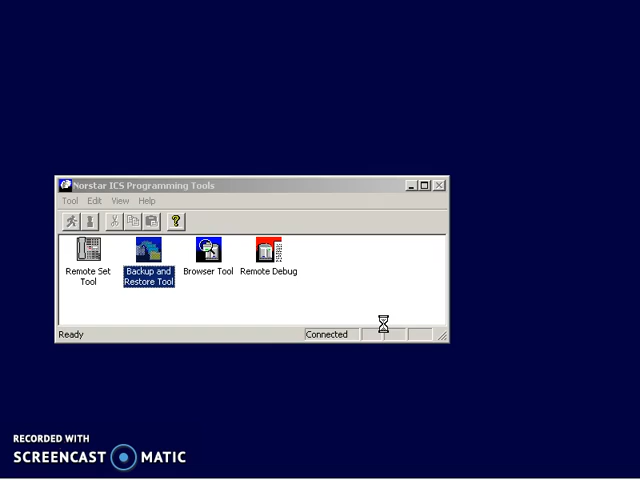 Norstar ICS Programming Tools
Tool Edit View Help
Remote Set Tool
Backup and Restore Tool
Browser Tool
Remote Debug
Ready
Connected
RECORDED WITH
SCREENCAST MATIC